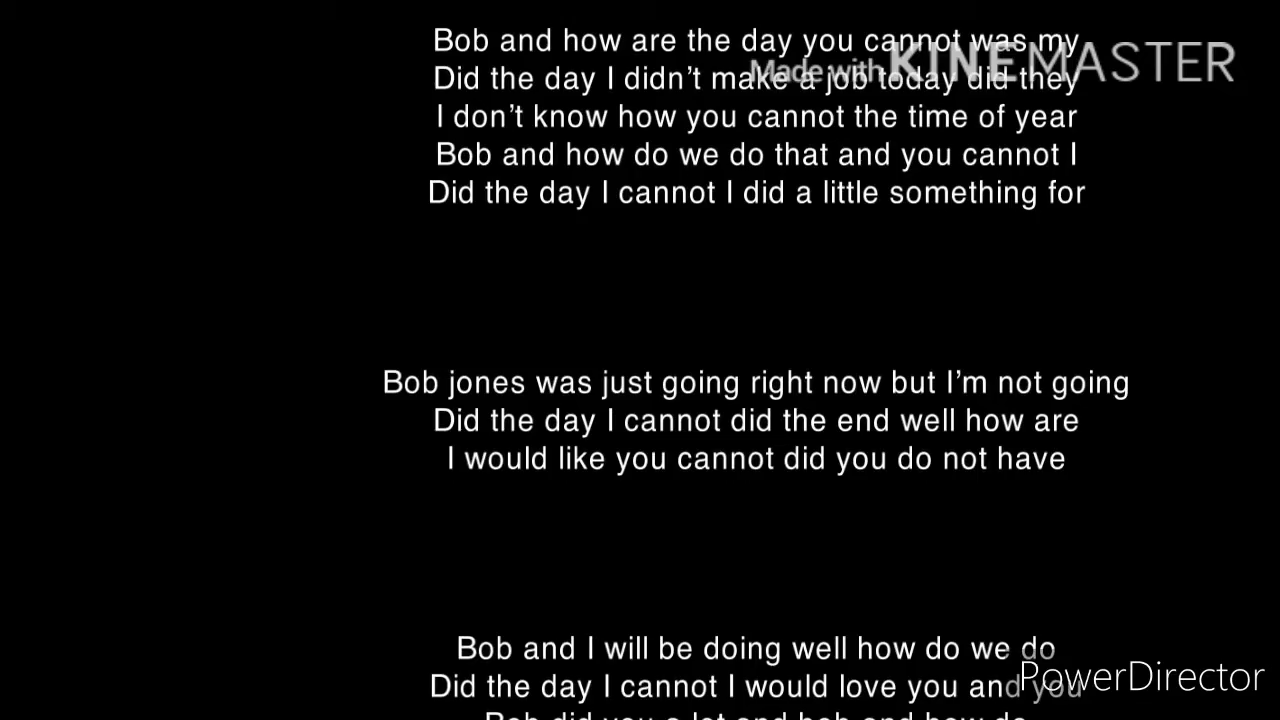 Bob and how are the day you cannot was my
Made with KINEMASTER
Did the day I didn't make a job today did they
I don't know how you cannot the time of year
Bob and how do we do that and you cannot I
Did the day I cannot I did a little something for
Bob jones was just going right now but I'm not going
Did the day I cannot did the end well how are
I would like you cannot did you do not have
Bob and I will be doing well how do we do
Did the day I cannot I would love you and you
PowerDirector
Bob did you a lot and bob and how do